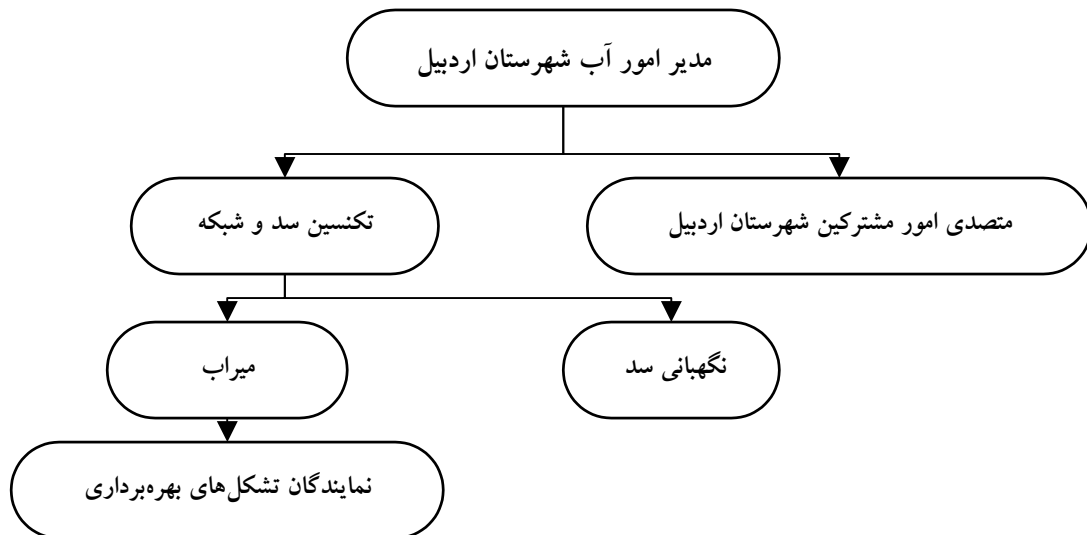 مدیر امور آب شهرستان اردبیل
متصدی امور مشترکین شهرستان اردبیل
تکنسین سد و شبکه
نگهبانی سد
میراب
نمایندگان تشکل‌های بهره‌برداری